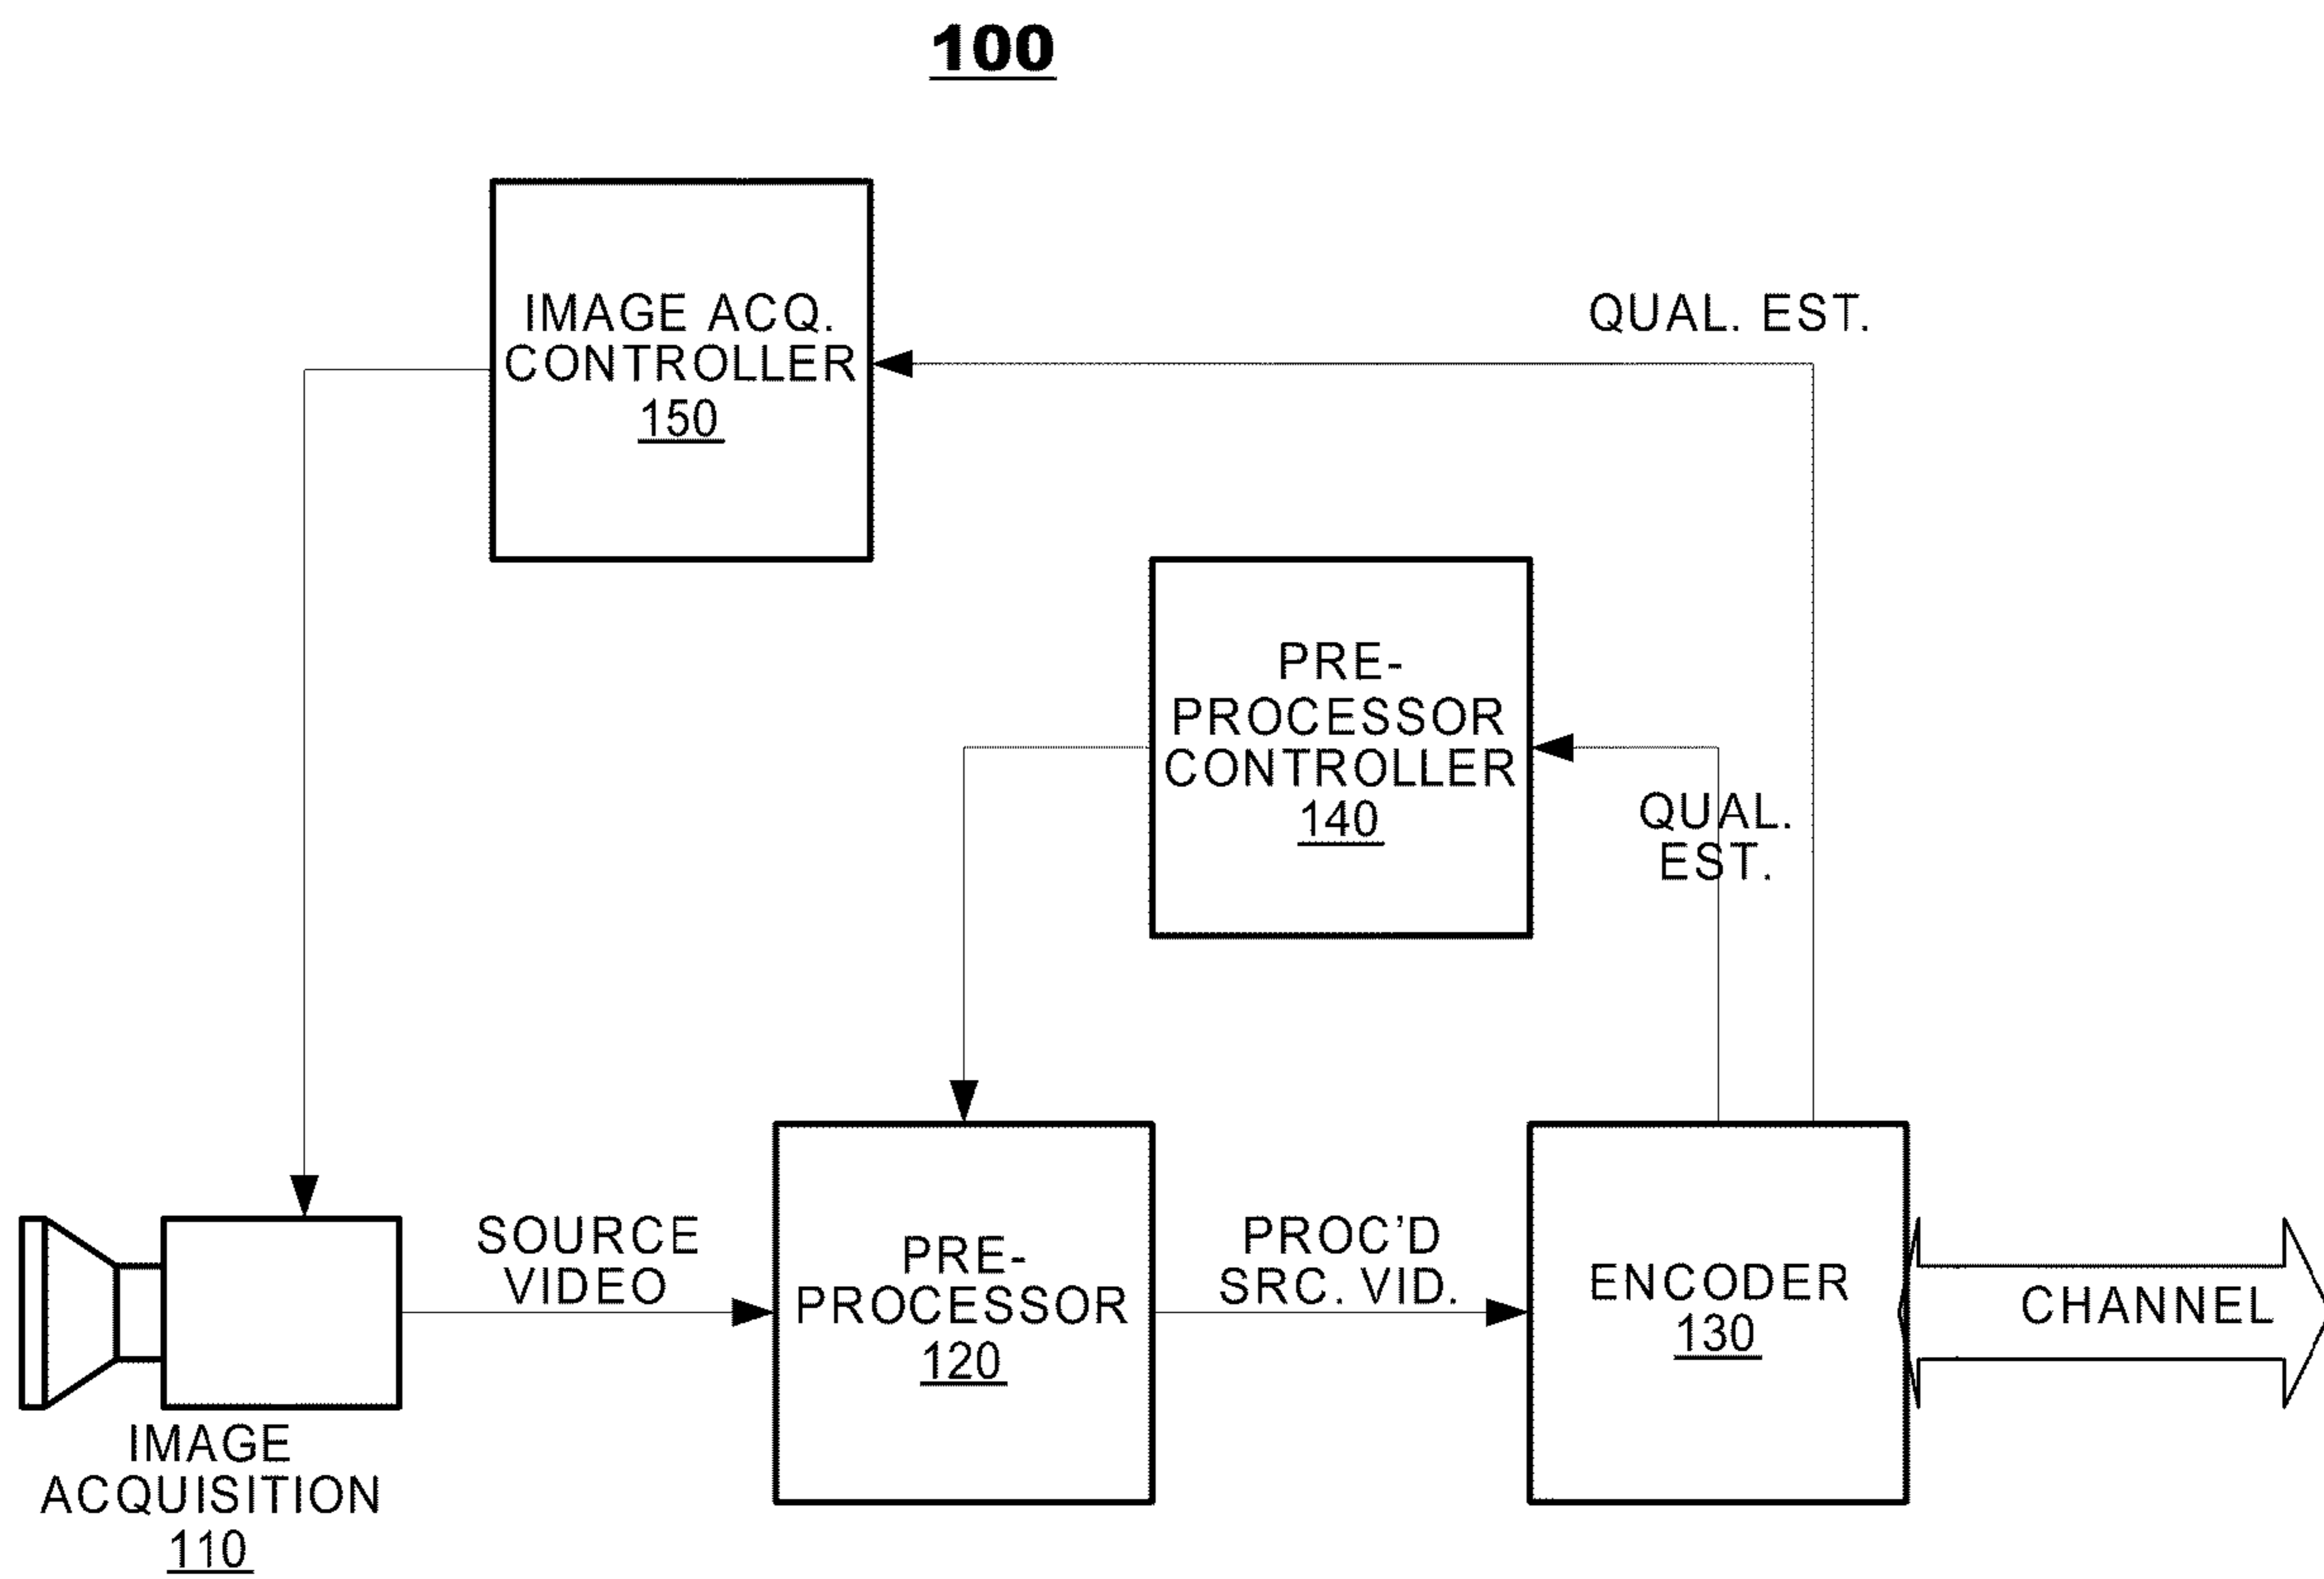 100
IMAGE ACQ.
CONTROLLER
150
QUAL. EST.
PRE-
PROCESSOR
CONTROLLER
140
QUAL.
EST.
SOURCE
VIDEO
PRE-
PROCESSOR
120
PROC'D
SRC. VID.
ENCODER
130
CHANNEL
IMAGE
ACQUISITION
110